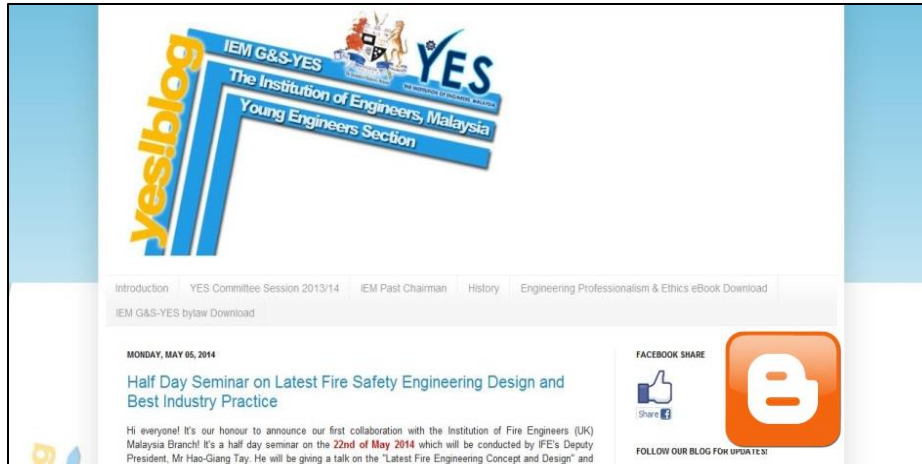 yes!blog
IEM G&S-YES
The Institution of Engineers, Malaysia
Young Engineers Section
YES
THE INSTITUTION OF ENGINEERS, MALAYSIA
Introduction YES Committee Session 2013/14 IEM Past Chairman History Engineering Professionalism & Ethics eBook Download
IEM G&S-YES bylaw Download
MONDAY, MAY 05, 2014
Half Day Seminar on Latest Fire Safety Engineering Design and
Best Industry Practice
Hi everyone! It's our honour to announce our first collaboration with the Institution of Fire Engineers (UK)
Malaysia Branch! It's a half day seminar on the 22nd of May 2014 which will be conducted by IFE's Deputy
President, Mr Hao-Giang Tay. He will be giving a talk on the "Latest Fire Engineering Concept and Design" and
FACEBOOK SHARE
Share
FOLLOW OUR BLOG FOR UPDATES!